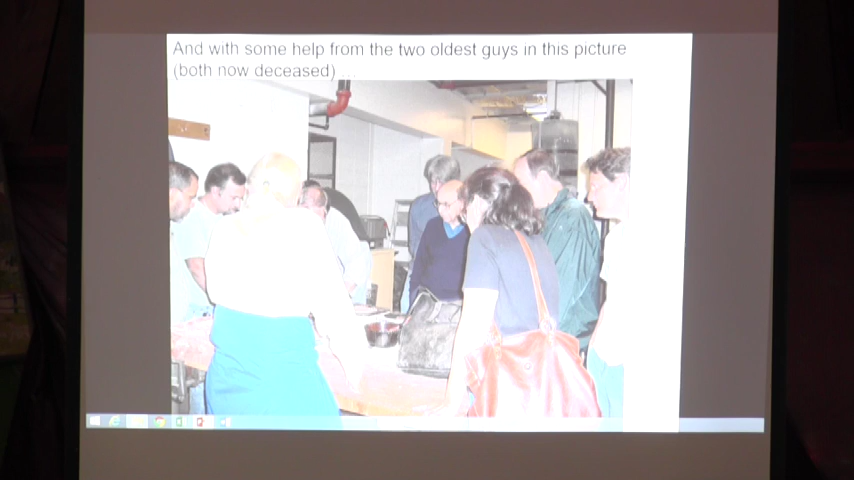 And with some help from the two oldest guys in this picture
(both now deceased) ...